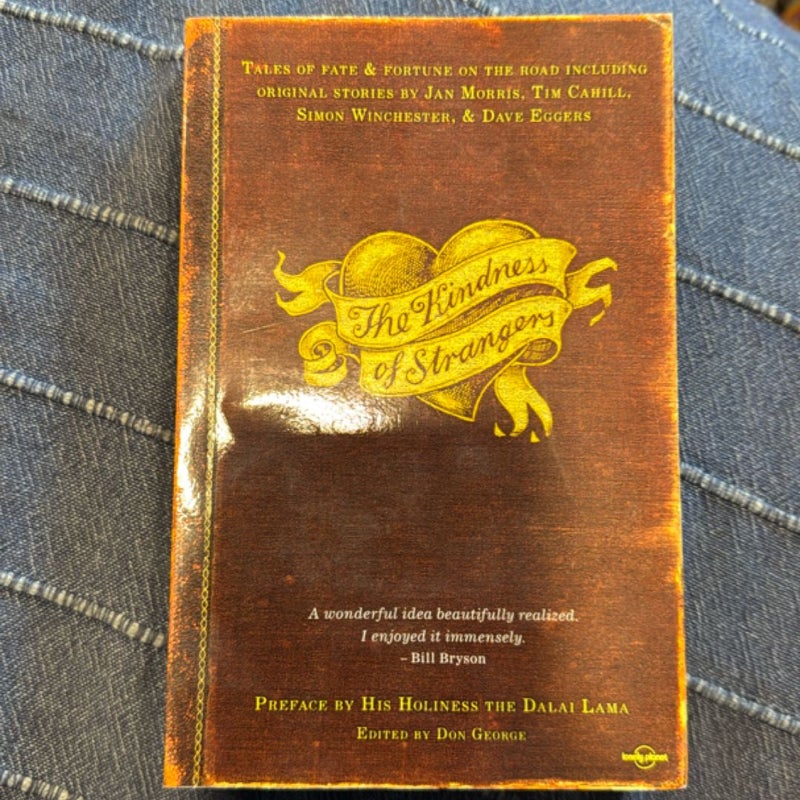 Tales of fate & fortune on the road including
original stories by Jan Morris, Tim Cahill,
Simon Winchester, & Dave Eggers
The Kindness
of Strangers
A wonderful idea beautifully realized.
I enjoyed it immensely.
– Bill Bryson
Preface by His Holiness the Dalai Lama
Edited by Don George
lonely planet